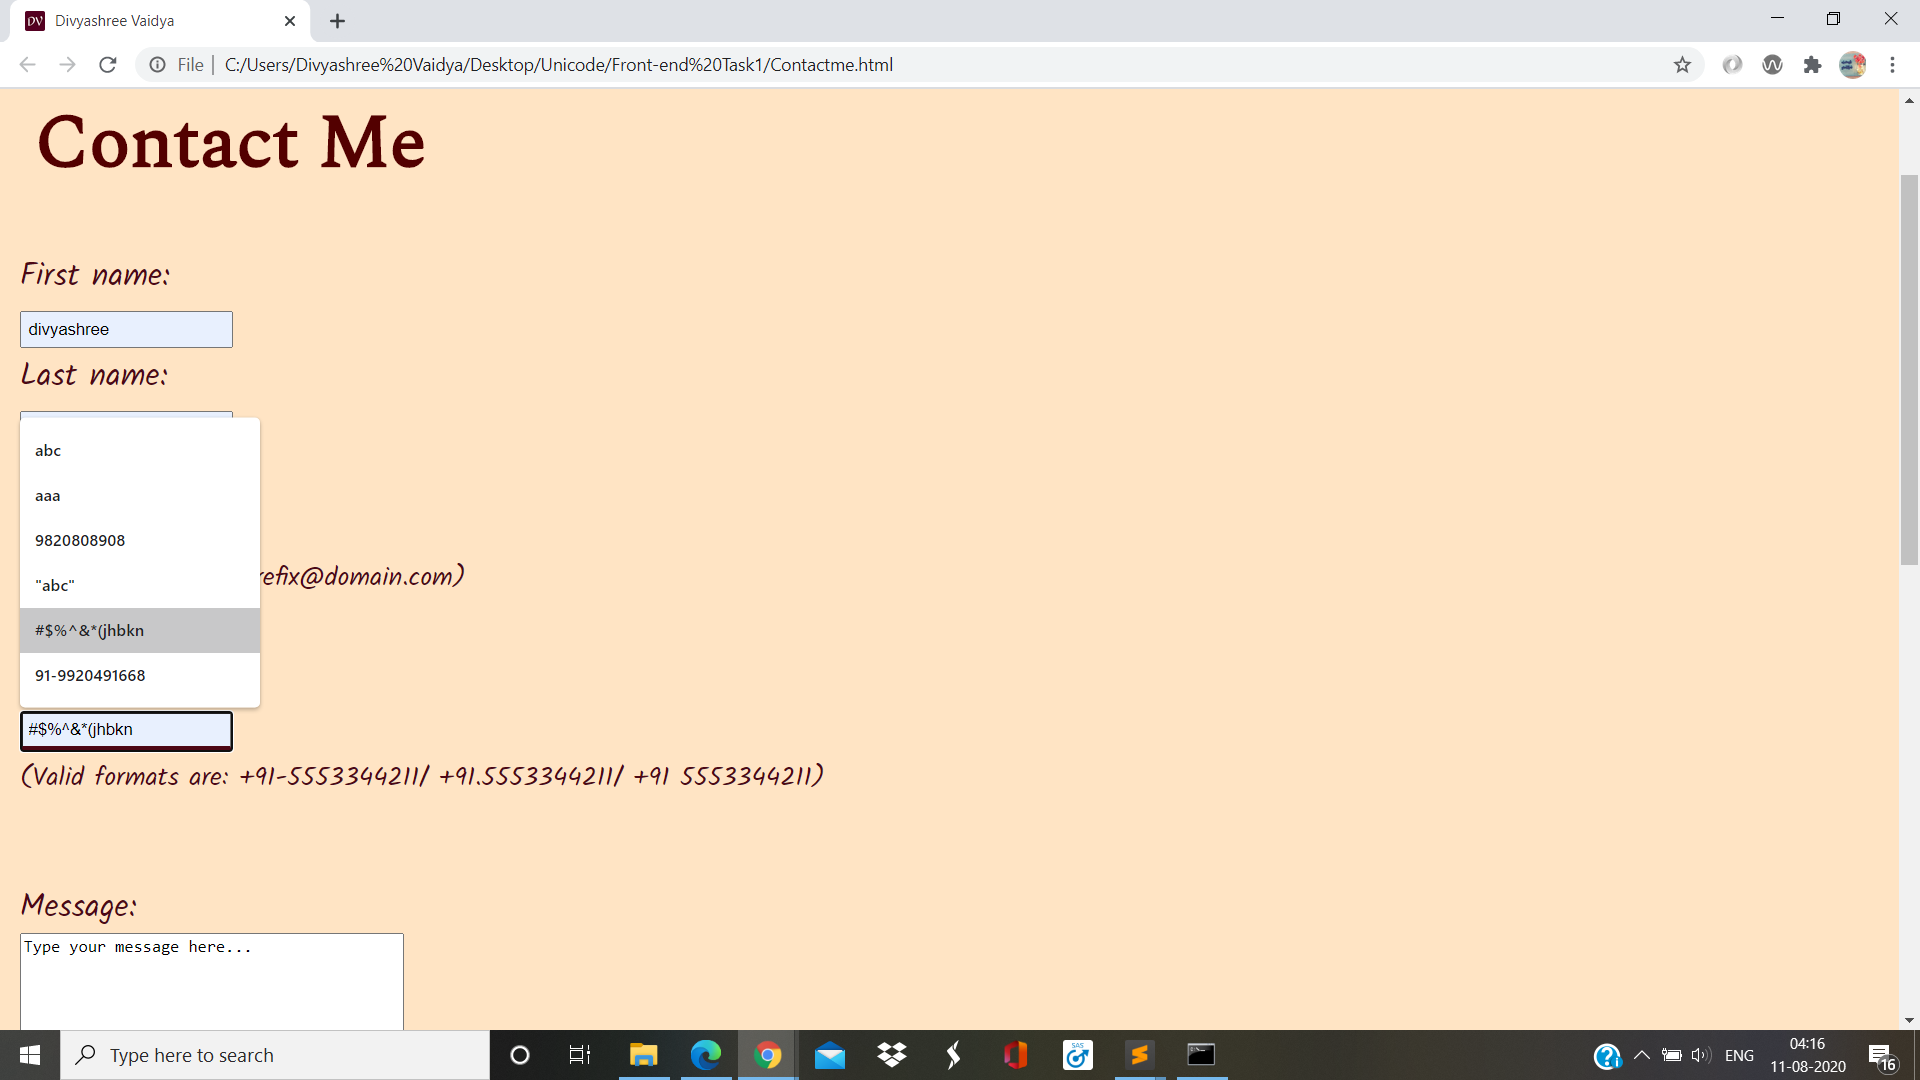 DV Divyashree Vaidya
File | C:/Users/Divyashree%20Vaidya/Desktop/Unicode/Front-end%20Task1/Contactme.html
Contact Me
First name:
divyashree
Last name:
abc
aaa
9820808908
"abc"
refix@domain.com)
#$%^&*(jhbkn
91-9920491668
#$%^&*(jhbkn
(Valid formats are: +91-5553344211/ +91.5553344211/ +91 5553344211)
Message:
Type your message here...
Type here to search
SAS
ENG
04:16
11-08-2020
16